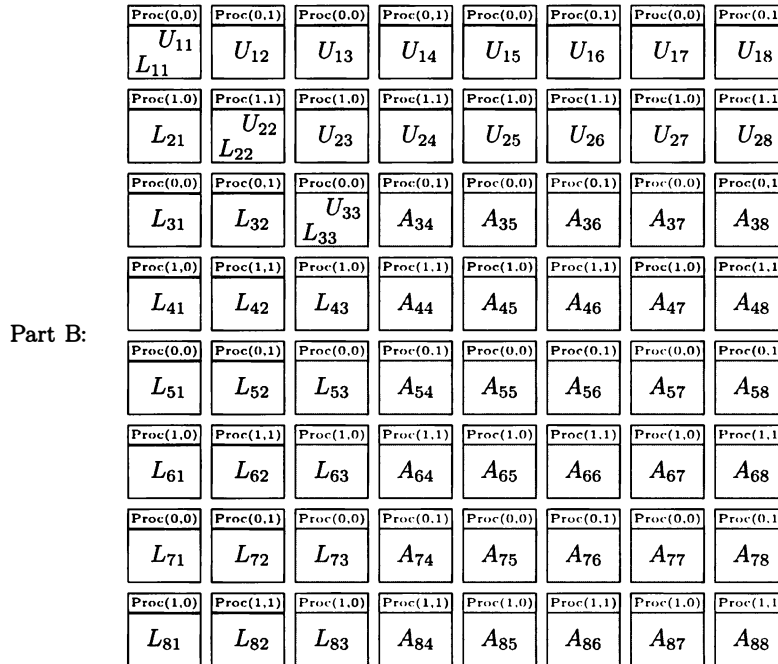 Proc(0,0) Proc(0,1) Proc(0,0) Proc(0,1) Proc(0,0) Proc(0,1) Proc(0,0) Proc(0,1
U₁₁
L₁₁ U₁₂ U₁₃ U₁₄ U₁₅ U₁₆ U₁₇ U₁₈
Proc(1,0) Proc(1,1) Proc(1,0) Proc(1,1) Proc(1,0) Proc(1,1) Proc(1,0) Proc(1,1
U₂₂
L₂₁ L₂₂ U₂₃ U₂₄ U₂₅ U₂₆ U₂₇ U₂₈
Proc(0,0) Proc(0,1) Proc(0,0) Proc(0,1) Proc(0,0) Proc(0,1) Proc(0,0) Proc(0,1
U₃₃
L₃₁ L₃₂ L₃₃ A₃₄ A₃₅ A₃₆ A₃₇ A₃₈
Proc(1,0) Proc(1,1) Proc(1,0) Proc(1,1) Proc(1,0) Proc(1,1) Proc(1,0) Proc(1,1
L₄₁ L₄₂ L₄₃ A₄₄ A₄₅ A₄₆ A₄₇ A₄₈
Part B:
Proc(0,0) Proc(0,1) Proc(0,0) Proc(0,1) Proc(0,0) Proc(0,1) Proc(0,0) Proc(0,1
L₅₁ L₅₂ L₅₃ A₅₄ A₅₅ A₅₆ A₅₇ A₅₈
Proc(1,0) Proc(1,1) Proc(1,0) Proc(1,1) Proc(1,0) Proc(1,1) Proc(1,0) Proc(1,1
L₆₁ L₆₂ L₆₃ A₆₄ A₆₅ A₆₆ A₆₇ A₆₈
Proc(0,0) Proc(0,1) Proc(0,0) Proc(0,1) Proc(0,0) Proc(0,1) Proc(0,0) Proc(0,1
L₇₁ L₇₂ L₇₃ A₇₄ A₇₅ A₇₆ A₇₇ A₇₈
Proc(1,0) Proc(1,1) Proc(1,0) Proc(1,1) Proc(1,0) Proc(1,1) Proc(1,0) Proc(1,1
L₈₁ L₈₂ L₈₃ A₈₄ A₈₅ A₈₆ A₈₇ A₈₈